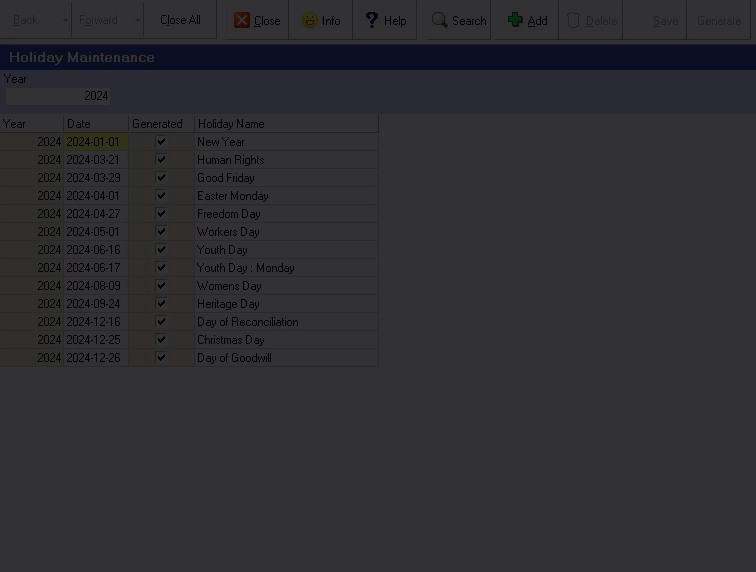 Back Forward Close All Close Info Help Search Add Delete Save Generate
Holiday Maintenance
Year
2024
Year Date Generated Holiday Name
2024 2024-01-01 New Year
2024 2024-03-21 Human Rights
2024 2024-03-29 Good Friday
2024 2024-04-01 Easter Monday
2024 2024-04-27 Freedom Day
2024 2024-05-01 Workers Day
2024 2024-06-16 Youth Day
2024 2024-06-17 Youth Day : Monday
2024 2024-08-09 Womens Day
2024 2024-09-24 Heritage Day
2024 2024-12-16 Day of Reconciliation
2024 2024-12-25 Christmas Day
2024 2024-12-26 Day of Goodwill